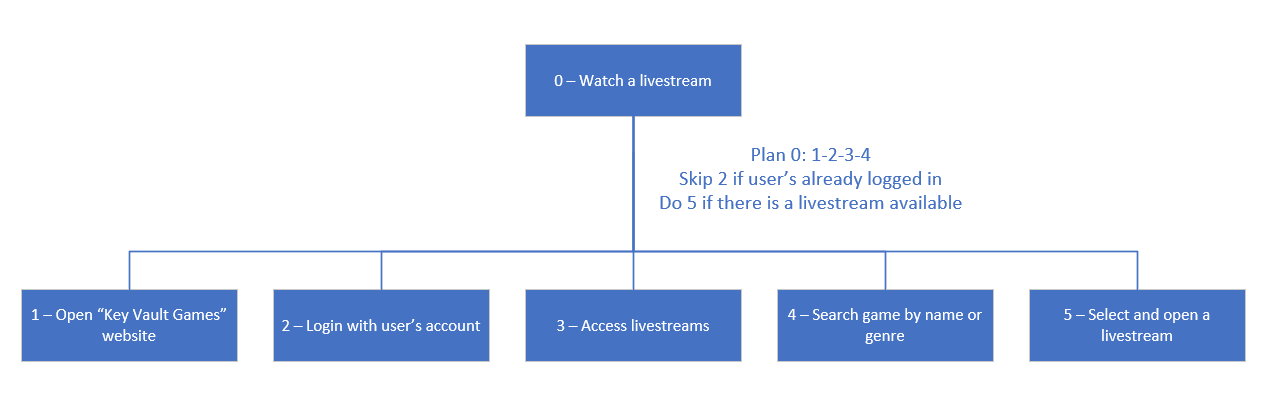 0 – Watch a livestream
Plan 0: 1-2-3-4
Skip 2 if user’s already logged in
Do 5 if there is a livestream available
1 – Open “Key Vault Games”
website
2 – Login with user’s account
3 – Access livestreams
4 – Search game by name or
genre
5 – Select and open a
livestream